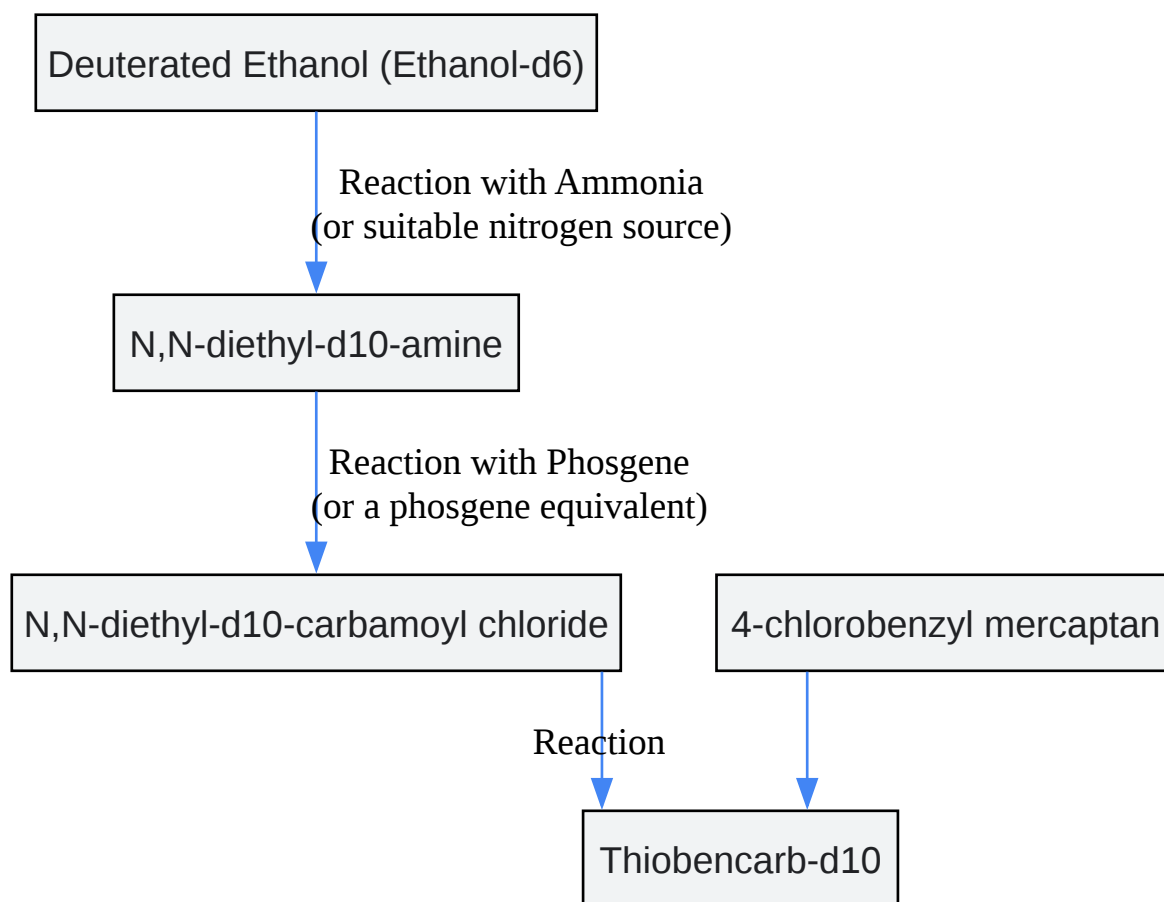 Deuterated Ethanol (Ethanol-d6)
Reaction with Ammonia
(or suitable nitrogen source)
N,N-diethyl-d10-amine
Reaction with Phosgene
(or a phosgene equivalent)
N,N-diethyl-d10-carbamoyl chloride
4-chlorobenzyl mercaptan
Reaction
Thiobencarb-d10